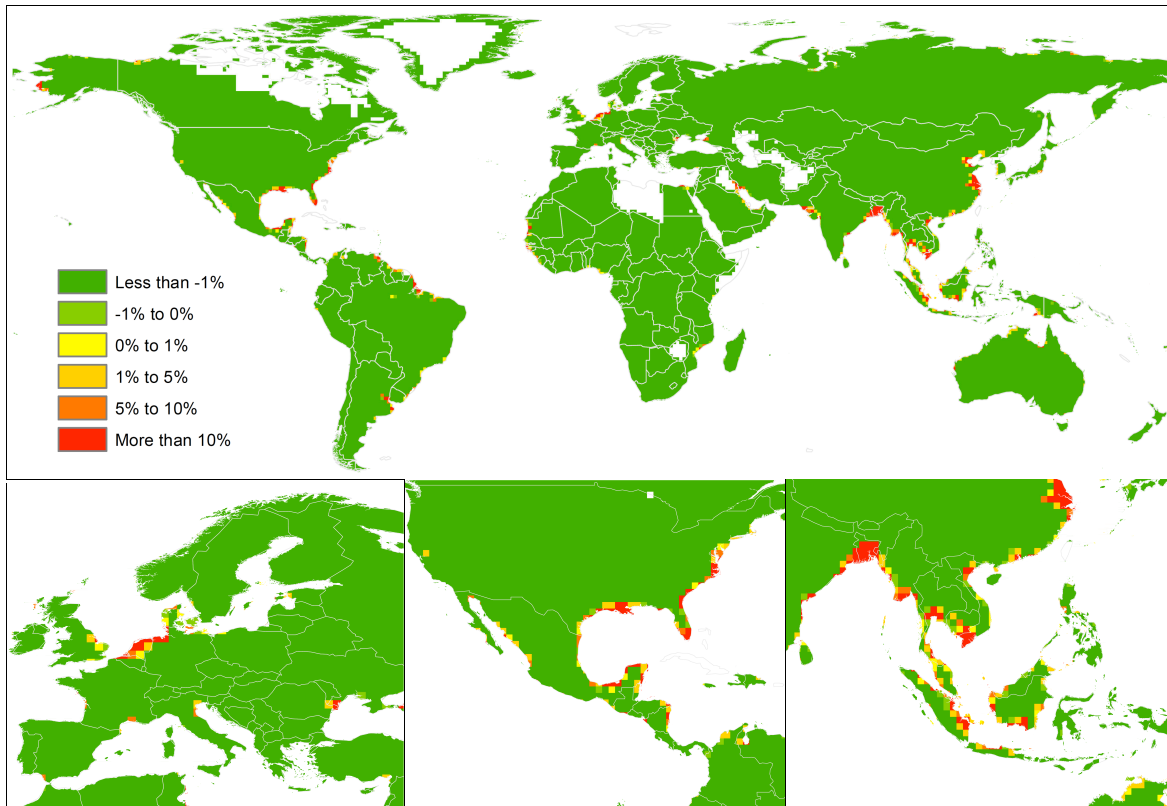 Less than -1%
-1% to 0%
0% to 1%
1% to 5%
5% to 10%
More than 10%